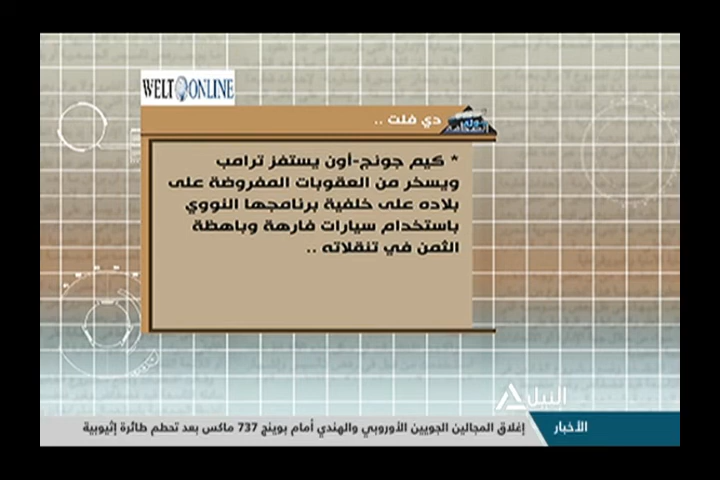 WELT ONLINE
دي فلت ..
* كيم جونج-أون يستفز ترامب
ويسخر من العقوبات المفروضة على
بلاده على خلفية برنامجها النووي
باستخدام سيارات فارهة وباهظة
الثمن في تنقلاته ..
النيل
الأخبار
إغلاق المجالين الجويين الأوروبي والهندي أمام بوينج 737 ماكس بعد تحطم طائرة إثيوبية